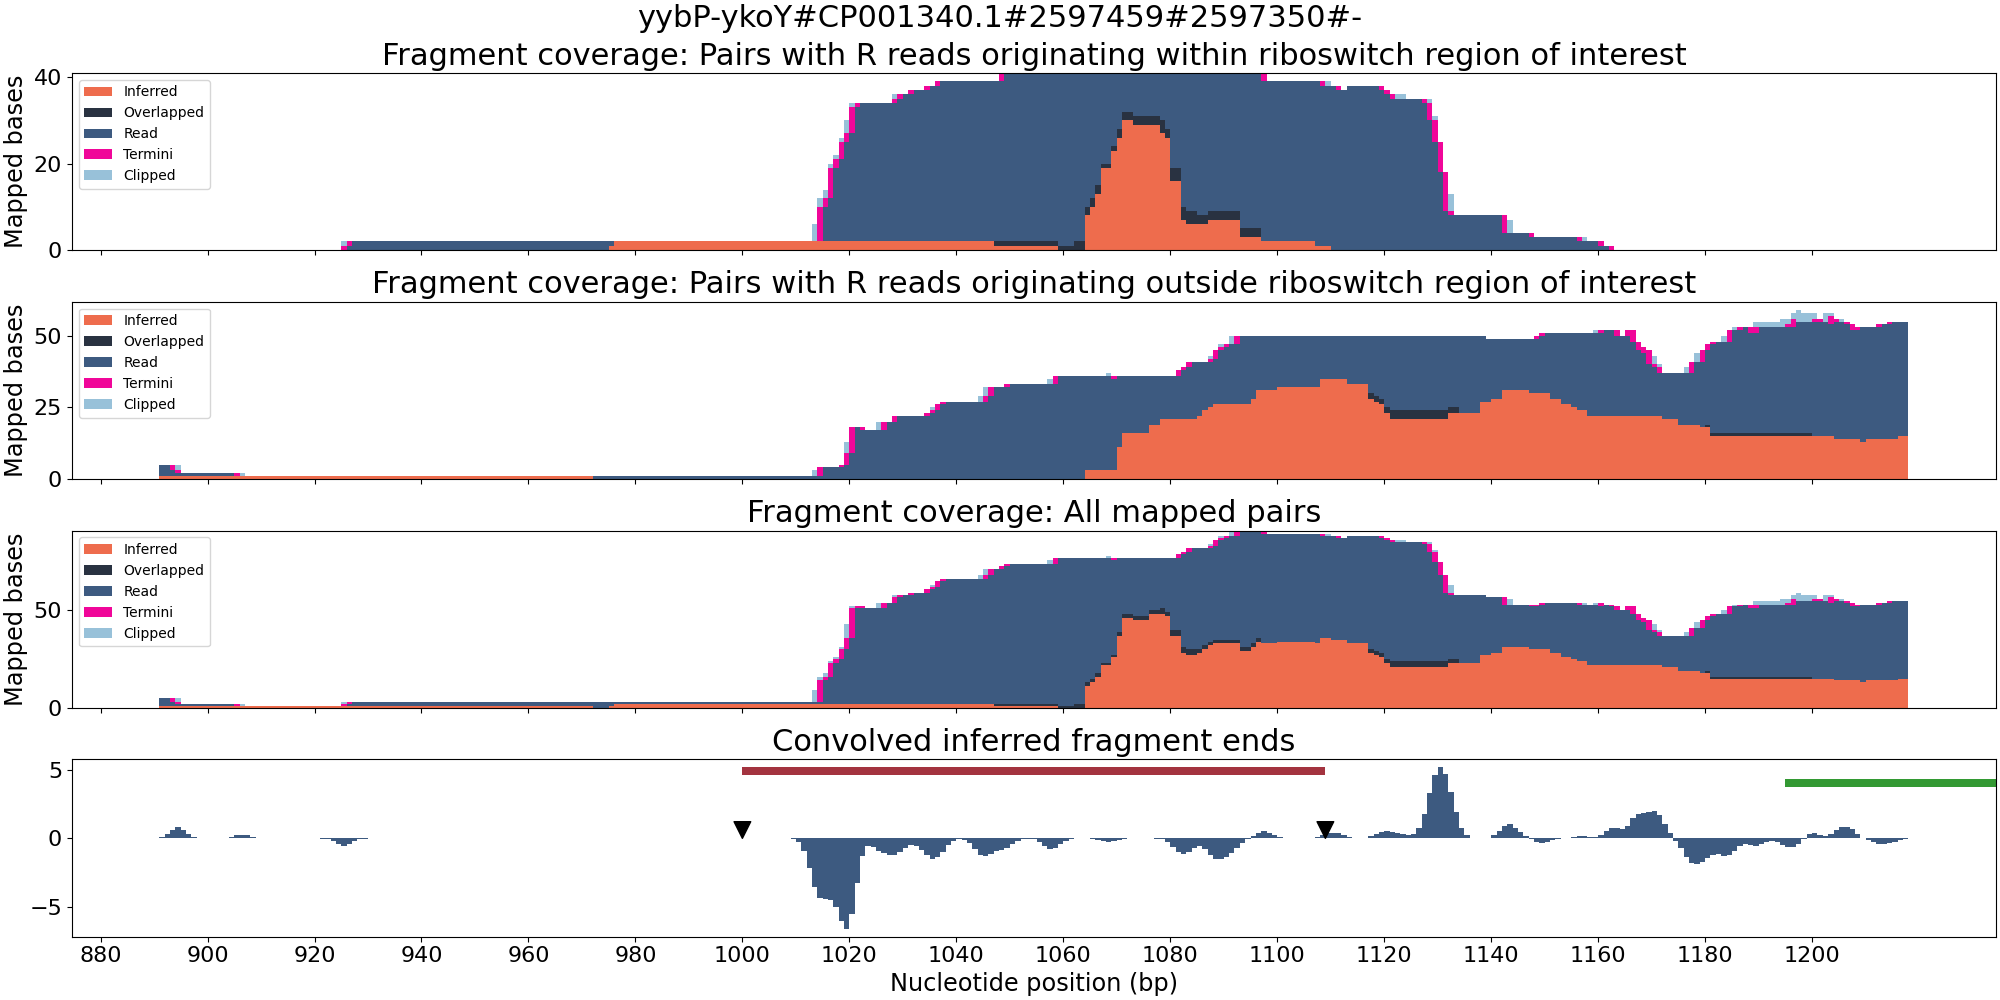 yybP-ykoY#CP001340.1#2597459#2597350#-
Fragment coverage: Pairs with R reads originating within riboswitch region of interest
Mapped bases
40
20
0
Inferred
Overlapped
Read
Termini
Clipped
Fragment coverage: Pairs with R reads originating outside riboswitch region of interest
Mapped bases
50
25
0
Inferred
Overlapped
Read
Termini
Clipped
Fragment coverage: All mapped pairs
Mapped bases
50
0
Inferred
Overlapped
Read
Termini
Clipped
Convolved inferred fragment ends
5
0
−5
880 900 920 940 960 980 1000 1020 1040 1060 1080 1100 1120 1140 1160 1180 1200
Nucleotide position (bp)